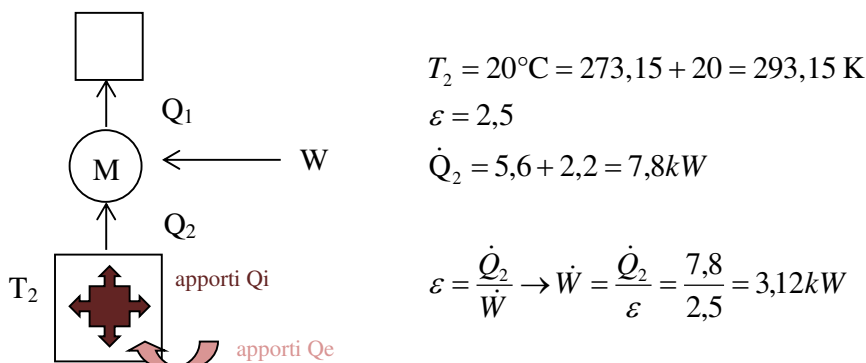 Q₁
M
W
Q₂
T₂
apporti Qi
apporti Qe
T₂ = 20°C = 273,15 + 20 = 293,15 K
ε = 2,5
Q̇₂ = 5,6 + 2,2 = 7,8kW
ε = Q̇₂/Ẇ → Ẇ = Q̇₂/ε = 7,8/2,5 = 3,12kW